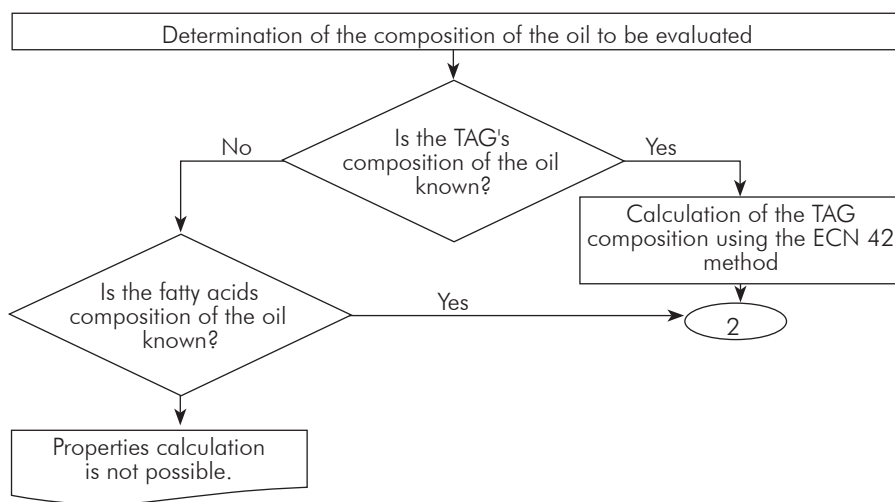 Determination of the composition of the oil to be evaluated
Is the TAG's
composition of the oil
known?
No
Yes
Calculation of the TAG
composition using the ECN 42
method
Is the fatty acids
composition of the oil
known?
Yes
2
Properties calculation
is not possible.